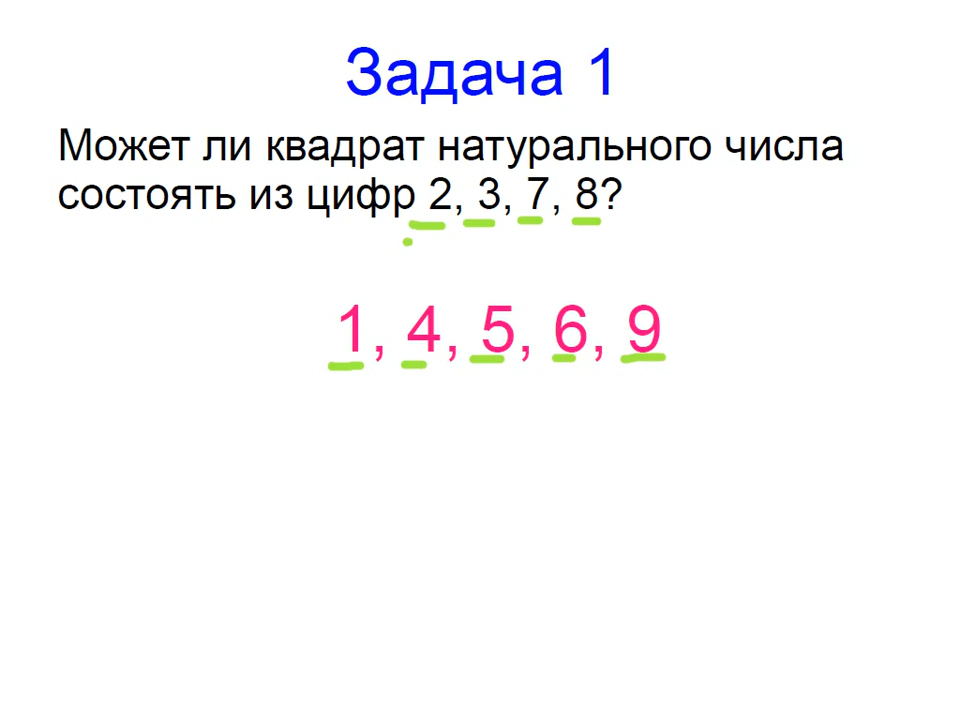 Задача 1
Может ли квадрат натурального числа
состоять из цифр 2, 3, 7, 8?
1, 4, 5, 6, 9